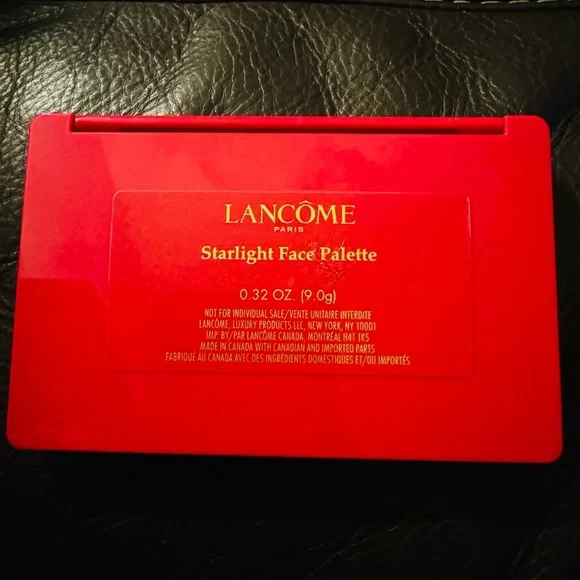 LANCÔME
PARIS
Starlight Face Palette
0.32 OZ. (9.0g)
NOT FOR INDIVIDUAL SALE/VENTE UNITAIRE INTERDITE
LANCÔME, LUXURY PRODUCTS LLC, NEW YORK, NY 10001
IMP. BY/PAR LANCÔME CANADA, MONTRÉAL H4T 1K5
MADE IN CANADA WITH CANADIAN AND IMPORTED PARTS
FABRIQUÉ AU CANADA AVEC DES INGRÉDIENTS DOMESTIQUES ET/OU IMPORTÉS